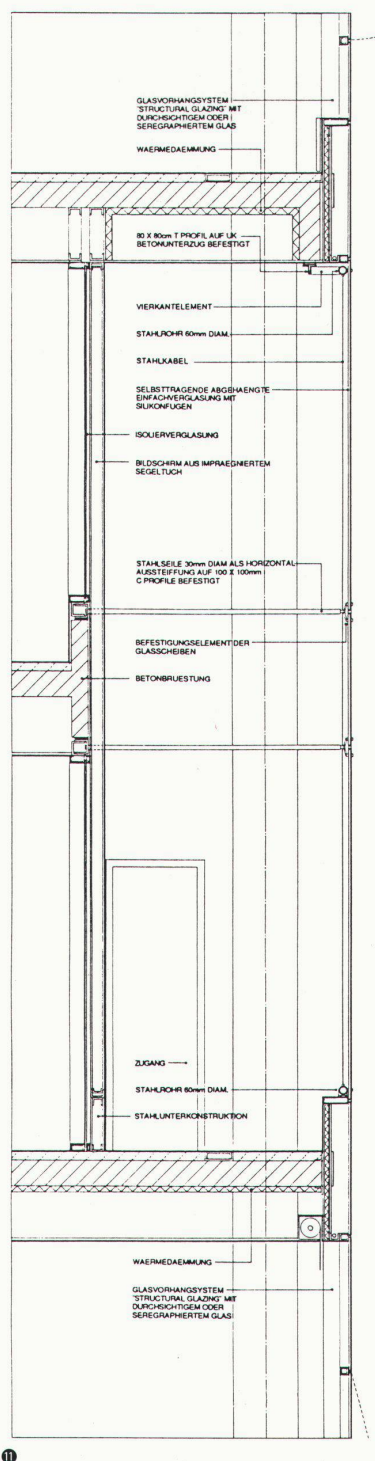 GLASVORHANGSYSTEM
"STRUCTURAL GLAZING" MIT
DURCHSICHTIGEM ODER
SEREGRAPHIERTEM GLAS
WAERMEDAEMMUNG
80 X 80cm T PROFIL AUF UK
BETONUNTERZUG BEFESTIGT
VIERKANTELEMENT
STAHLROHR 60mm DIAM.
STAHLKABEL
SELBSTTRAGENDE ABGEHAENGTE
EINFACHVERGLASUNG MIT
SILIKONFUGEN
ISOLIERVERGLASUNG
BILDSCHIRM AUS IMPRAEGNIERTEM
SEGELTUCH
STAHLSEILE 30mm DIAM ALS HORIZONTAL
AUSSTEIFFUNG AUF 100 X 100mm
C PROFILE BEFESTIGT
BEFESTIGUNGSELEMENT DER
GLASSCHEIBEN
BETONBRUESTUNG
ZUGANG
STAHLROHR 60mm DIAM.
STAHLUNTERKONSTRUKTION
WAERMEDAEMMUNG
GLASVORHANGSYSTEM
"STRUCTURAL GLAZING" MIT
DURCHSICHTIGEM ODER
SEREGRAPHIERTEM GLAS
11